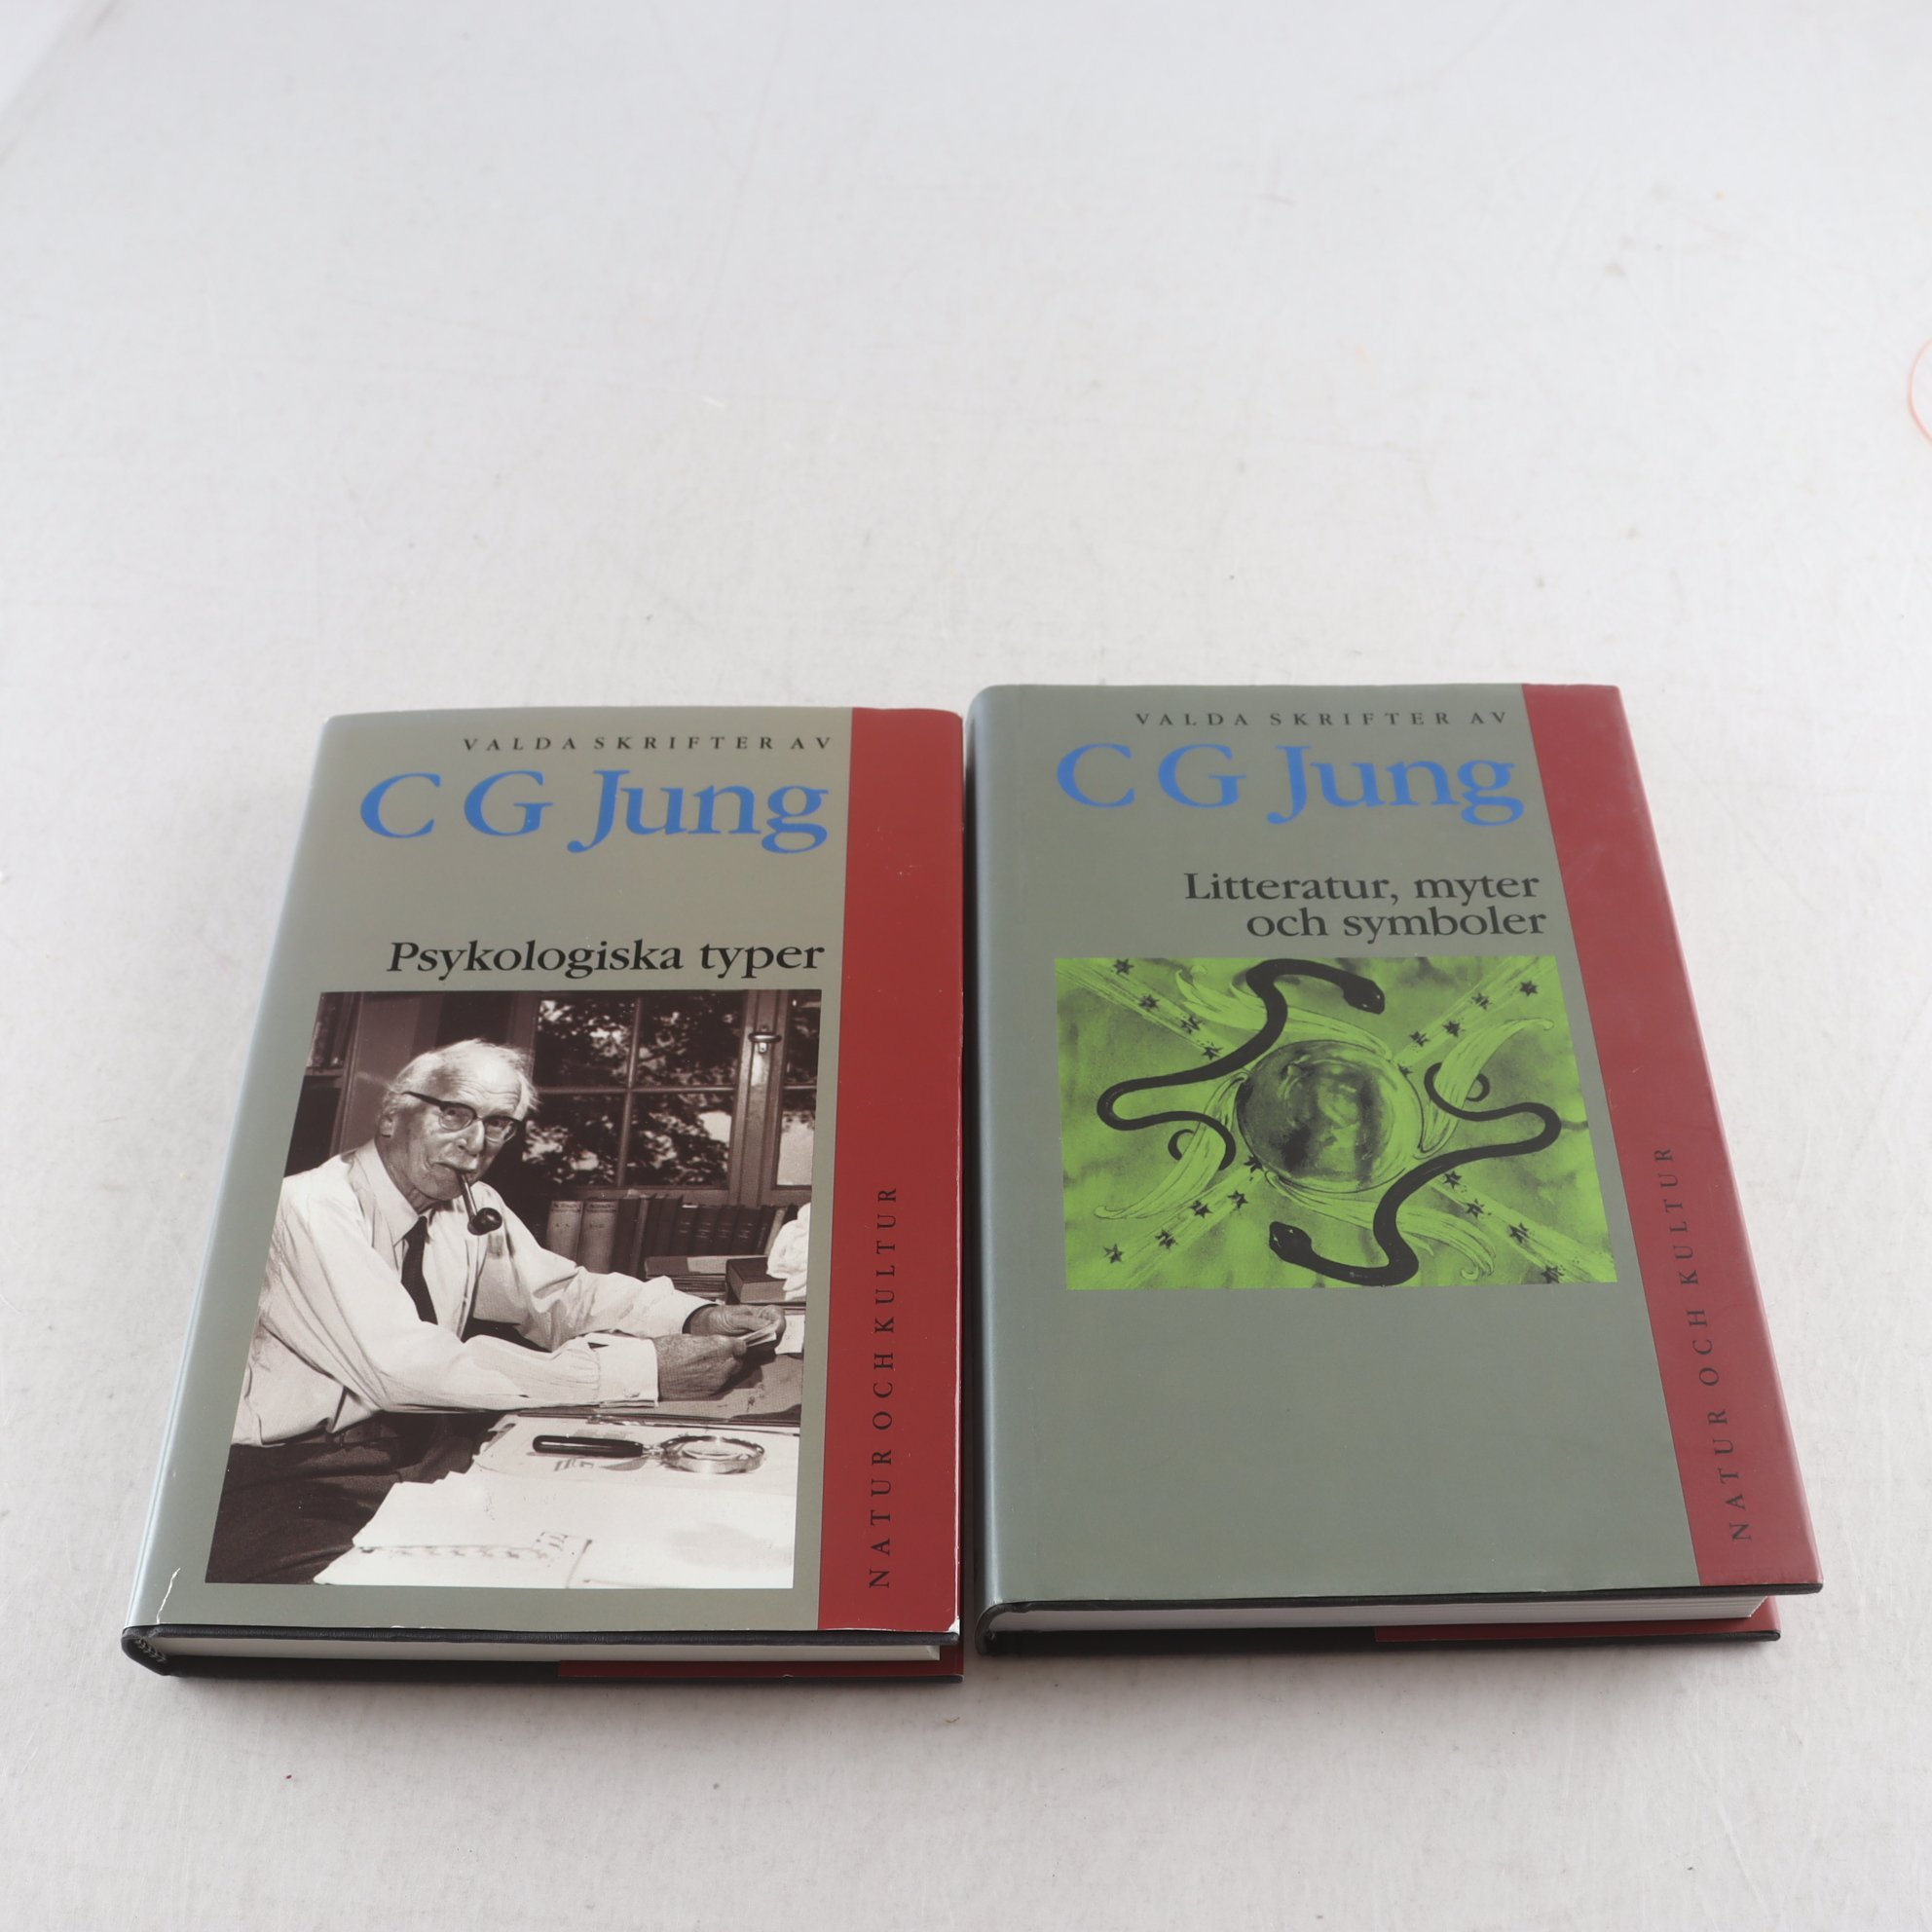 VALDA SKRIFTER AV
C G Jung
Psykologiska typer
NATUR OCH KULTUR
VALDA SKRIFTER AV
C G Jung
Litteratur, myter
och symboler
NATUR OCH KULTUR